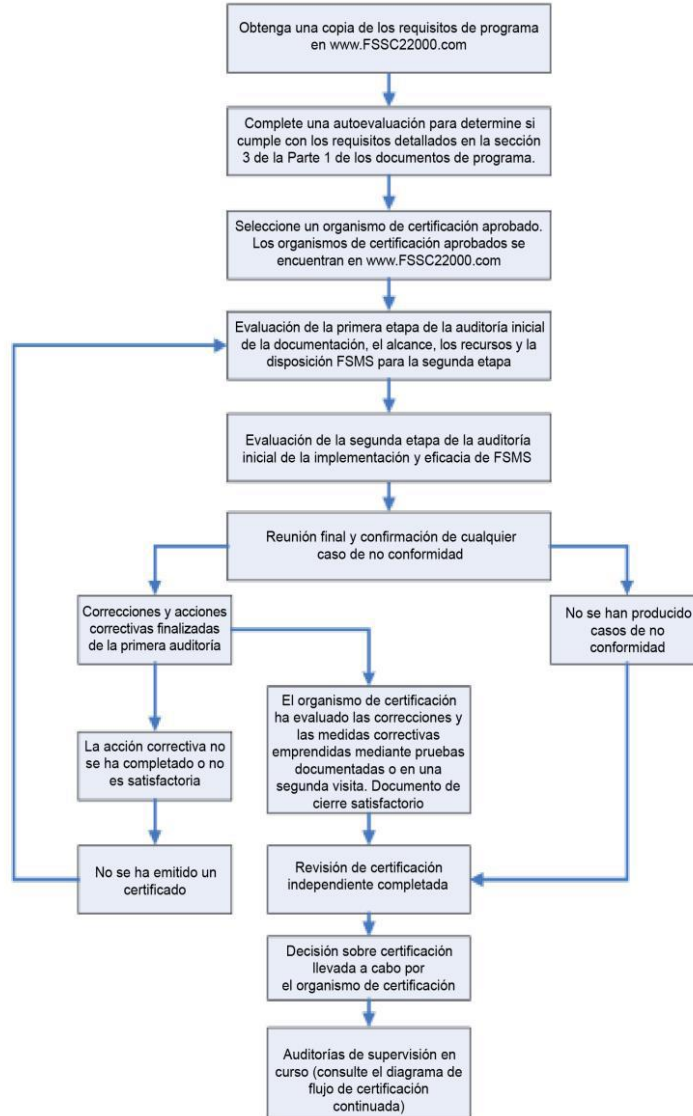 Obtenga una copia de los requisitos de programa
en www.FSSC22000.com
Complete una autoevaluación para determine si
cumple con los requisitos detallados en la sección
3 de la Parte 1 de los documentos de programa.
Seleccione un organismo de certificación aprobado.
Los organismos de certificación aprobados se
encuentran en www.FSSC22000.com
Evaluación de la primera etapa de la auditoría inicial
de la documentación, el alcance, los recursos y la
disposición FSMS para la segunda etapa
Evaluación de la segunda etapa de la auditoría
inicial de la implementación y eficacia de FSMS
Reunión final y confirmación de cualquier
caso de no conformidad
Correcciones y acciones
correctivas finalizadas
de la primera auditoría
No se han producido
casos de no
conformidad
La acción correctiva no
se ha completado o no
es satisfactoria
El organismo de certificación
ha evaluado las correcciones y
las medidas correctivas
emprendidas mediante pruebas
documentadas o en una
segunda visita. Documento de
cierre satisfactorio
No se ha emitido un
certificado
Revisión de certificación
independiente completada
Decisión sobre certificación
llevada a cabo por
el organismo de certificación
Auditorías de supervisión en
curso (consulte el diagrama de
flujo de certificación
continuada)